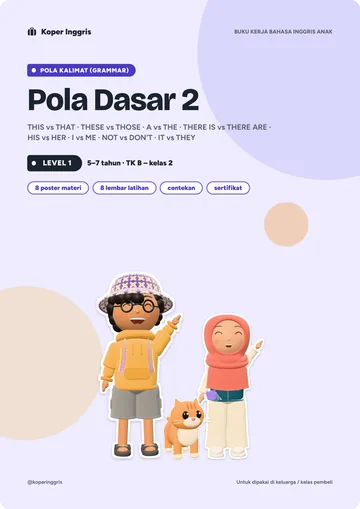 Koper Inggris
BUKU KERJA BAHASA INGGRIS ANAK
POLA KALIMAT (GRAMMAR)
Pola Dasar 2
THIS vs THAT · THESE vs THOSE · A vs THE · THERE IS vs THERE ARE ·
HIS vs HER · I vs ME · NOT vs DON'T · IT vs THEY
LEVEL 1
5–7 tahun · TK B – kelas 2
8 poster materi
8 lembar latihan
contekan
sertifikat
@koperinggris
Untuk dipakai di keluarga / kelas pembeli